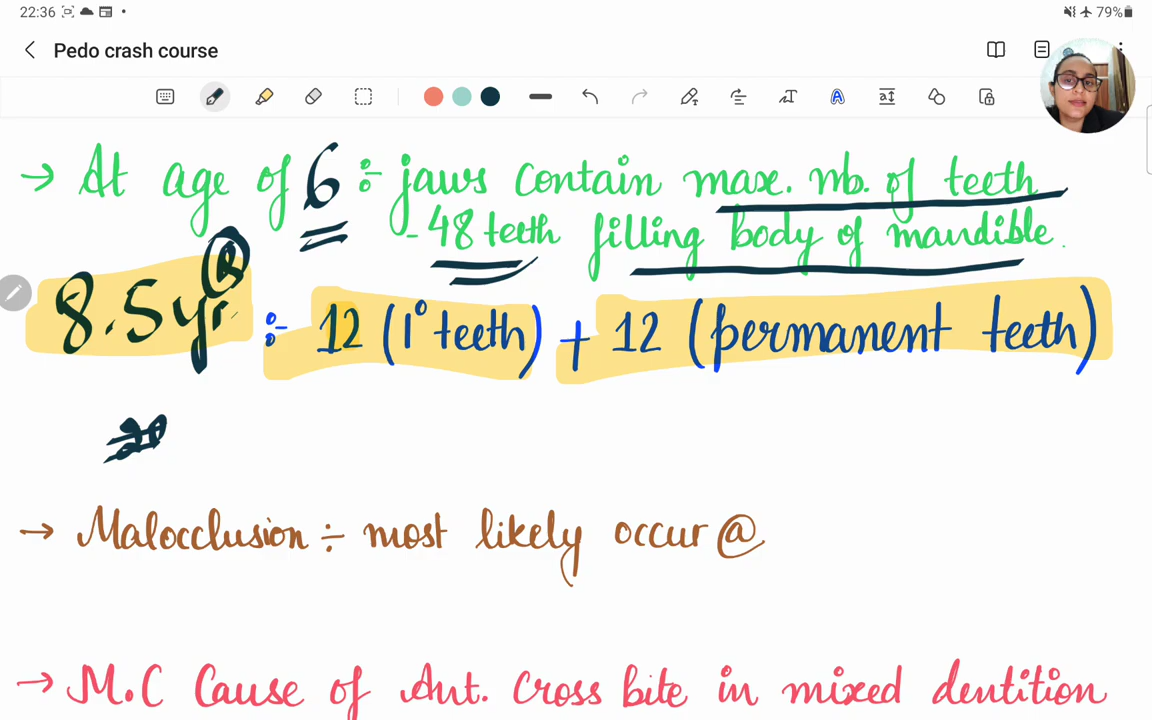 22:36
79%
Pedo crash course
→ At age of 6 ÷ jaws contain max. nb. of teeth
- 48 teeth filling body of mandible.
8.5yr ÷ 12 (1° teeth) + 12 (permanent teeth)
→ Malocclusion ÷ most likely occur @
→ M.C Cause of Ant. Cross bite in mixed dentition